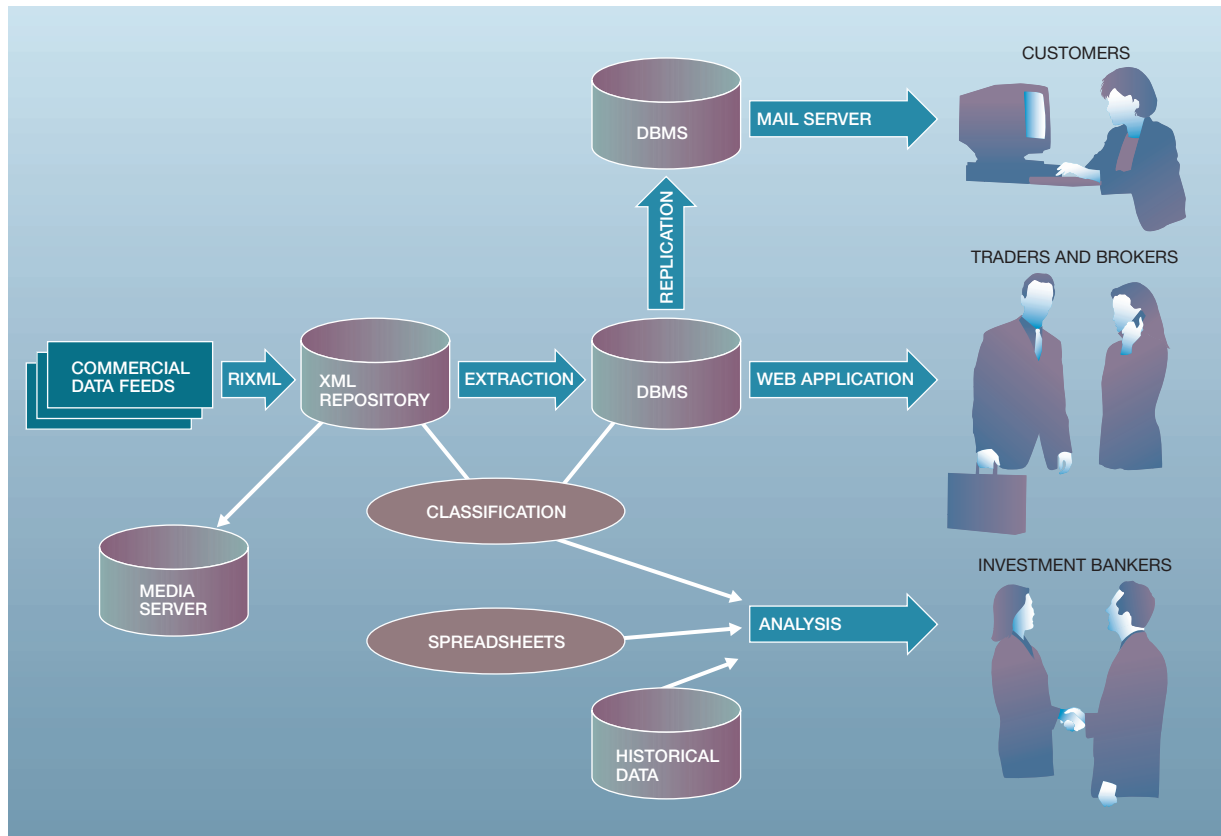 CUSTOMERS
DBMS
MAIL SERVER
REPLICATION
TRADERS AND BROKERS
COMMERCIAL
DATA FEEDS
RIXML
XML
REPOSITORY
EXTRACTION
DBMS
WEB APPLICATION
CLASSIFICATION
MEDIA
SERVER
INVESTMENT BANKERS
SPREADSHEETS
ANALYSIS
HISTORICAL
DATA